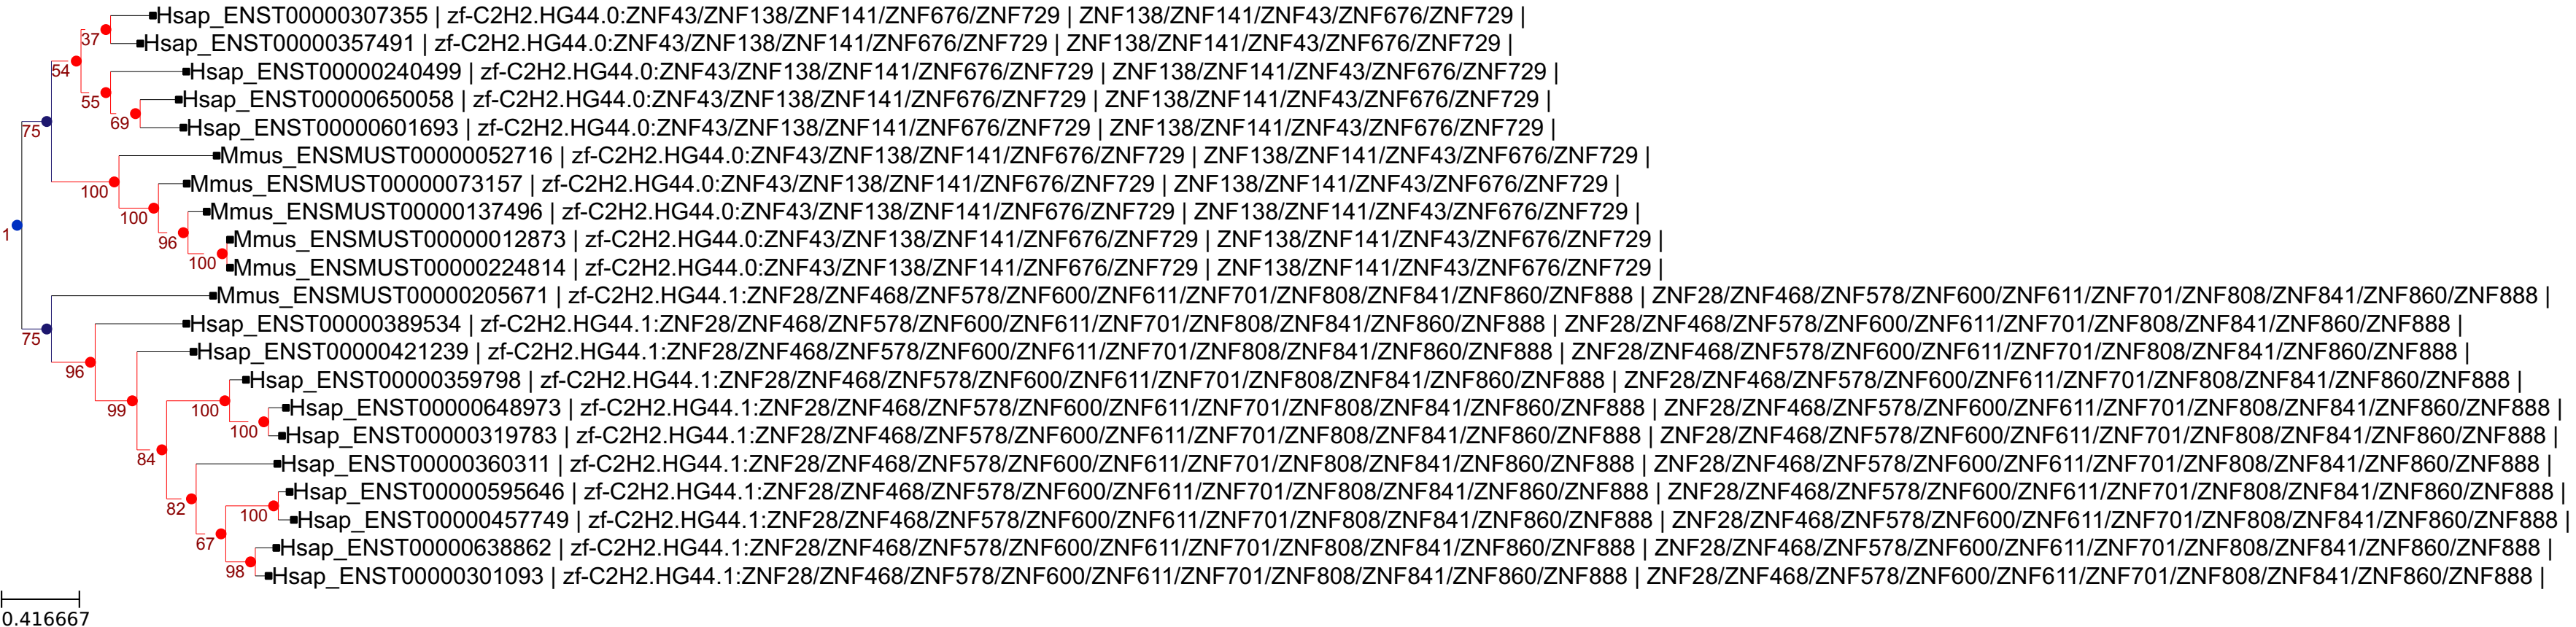 Hsap_ENST00000307355 | zf-C2H2.HG44.0:ZNF43/ZNF138/ZNF141/ZNF676/ZNF729 | ZNF138/ZNF141/ZNF43/ZNF676/ZNF729 |
37
Hsap_ENST00000357491 | zf-C2H2.HG44.0:ZNF43/ZNF138/ZNF141/ZNF676/ZNF729 | ZNF138/ZNF141/ZNF43/ZNF676/ZNF729 |
54
Hsap_ENST00000240499 | zf-C2H2.HG44.0:ZNF43/ZNF138/ZNF141/ZNF676/ZNF729 | ZNF138/ZNF141/ZNF43/ZNF676/ZNF729 |
55
Hsap_ENST00000650058 | zf-C2H2.HG44.0:ZNF43/ZNF138/ZNF141/ZNF676/ZNF729 | ZNF138/ZNF141/ZNF43/ZNF676/ZNF729 |
69
Hsap_ENST00000601693 | zf-C2H2.HG44.0:ZNF43/ZNF138/ZNF141/ZNF676/ZNF729 | ZNF138/ZNF141/ZNF43/ZNF676/ZNF729 |
75
Mmus_ENSMUST00000052716 | zf-C2H2.HG44.0:ZNF43/ZNF138/ZNF141/ZNF676/ZNF729 | ZNF138/ZNF141/ZNF43/ZNF676/ZNF729 |
100
Mmus_ENSMUST00000073157 | zf-C2H2.HG44.0:ZNF43/ZNF138/ZNF141/ZNF676/ZNF729 | ZNF138/ZNF141/ZNF43/ZNF676/ZNF729 |
100
Mmus_ENSMUST00000137496 | zf-C2H2.HG44.0:ZNF43/ZNF138/ZNF141/ZNF676/ZNF729 | ZNF138/ZNF141/ZNF43/ZNF676/ZNF729 |
1
96
Mmus_ENSMUST00000012873 | zf-C2H2.HG44.0:ZNF43/ZNF138/ZNF141/ZNF676/ZNF729 | ZNF138/ZNF141/ZNF43/ZNF676/ZNF729 |
100
Mmus_ENSMUST00000224814 | zf-C2H2.HG44.0:ZNF43/ZNF138/ZNF141/ZNF676/ZNF729 | ZNF138/ZNF141/ZNF43/ZNF676/ZNF729 |
Mmus_ENSMUST00000205671 | zf-C2H2.HG44.1:ZNF28/ZNF468/ZNF578/ZNF600/ZNF611/ZNF701/ZNF808/ZNF841/ZNF860/ZNF888 | ZNF28/ZNF468/ZNF578/ZNF600/ZNF611/ZNF701/ZNF808/ZNF841/ZNF860/ZNF888 |
Hsap_ENST00000389534 | zf-C2H2.HG44.1:ZNF28/ZNF468/ZNF578/ZNF600/ZNF611/ZNF701/ZNF808/ZNF841/ZNF860/ZNF888 | ZNF28/ZNF468/ZNF578/ZNF600/ZNF611/ZNF701/ZNF808/ZNF841/ZNF860/ZNF888 |
75
Hsap_ENST00000421239 | zf-C2H2.HG44.1:ZNF28/ZNF468/ZNF578/ZNF600/ZNF611/ZNF701/ZNF808/ZNF841/ZNF860/ZNF888 | ZNF28/ZNF468/ZNF578/ZNF600/ZNF611/ZNF701/ZNF808/ZNF841/ZNF860/ZNF888 |
96
Hsap_ENST00000359798 | zf-C2H2.HG44.1:ZNF28/ZNF468/ZNF578/ZNF600/ZNF611/ZNF701/ZNF808/ZNF841/ZNF860/ZNF888 | ZNF28/ZNF468/ZNF578/ZNF600/ZNF611/ZNF701/ZNF808/ZNF841/ZNF860/ZNF888 |
99
100
Hsap_ENST00000648973 | zf-C2H2.HG44.1:ZNF28/ZNF468/ZNF578/ZNF600/ZNF611/ZNF701/ZNF808/ZNF841/ZNF860/ZNF888 | ZNF28/ZNF468/ZNF578/ZNF600/ZNF611/ZNF701/ZNF808/ZNF841/ZNF860/ZNF888 |
100
Hsap_ENST00000319783 | zf-C2H2.HG44.1:ZNF28/ZNF468/ZNF578/ZNF600/ZNF611/ZNF701/ZNF808/ZNF841/ZNF860/ZNF888 | ZNF28/ZNF468/ZNF578/ZNF600/ZNF611/ZNF701/ZNF808/ZNF841/ZNF860/ZNF888 |
84
Hsap_ENST00000360311 | zf-C2H2.HG44.1:ZNF28/ZNF468/ZNF578/ZNF600/ZNF611/ZNF701/ZNF808/ZNF841/ZNF860/ZNF888 | ZNF28/ZNF468/ZNF578/ZNF600/ZNF611/ZNF701/ZNF808/ZNF841/ZNF860/ZNF888 |
Hsap_ENST00000595646 | zf-C2H2.HG44.1:ZNF28/ZNF468/ZNF578/ZNF600/ZNF611/ZNF701/ZNF808/ZNF841/ZNF860/ZNF888 | ZNF28/ZNF468/ZNF578/ZNF600/ZNF611/ZNF701/ZNF808/ZNF841/ZNF860/ZNF888 |
82
100
Hsap_ENST00000457749 | zf-C2H2.HG44.1:ZNF28/ZNF468/ZNF578/ZNF600/ZNF611/ZNF701/ZNF808/ZNF841/ZNF860/ZNF888 | ZNF28/ZNF468/ZNF578/ZNF600/ZNF611/ZNF701/ZNF808/ZNF841/ZNF860/ZNF888 |
67
Hsap_ENST00000638862 | zf-C2H2.HG44.1:ZNF28/ZNF468/ZNF578/ZNF600/ZNF611/ZNF701/ZNF808/ZNF841/ZNF860/ZNF888 | ZNF28/ZNF468/ZNF578/ZNF600/ZNF611/ZNF701/ZNF808/ZNF841/ZNF860/ZNF888 |
98
Hsap_ENST00000301093 | zf-C2H2.HG44.1:ZNF28/ZNF468/ZNF578/ZNF600/ZNF611/ZNF701/ZNF808/ZNF841/ZNF860/ZNF888 | ZNF28/ZNF468/ZNF578/ZNF600/ZNF611/ZNF701/ZNF808/ZNF841/ZNF860/ZNF888 |
0.416667